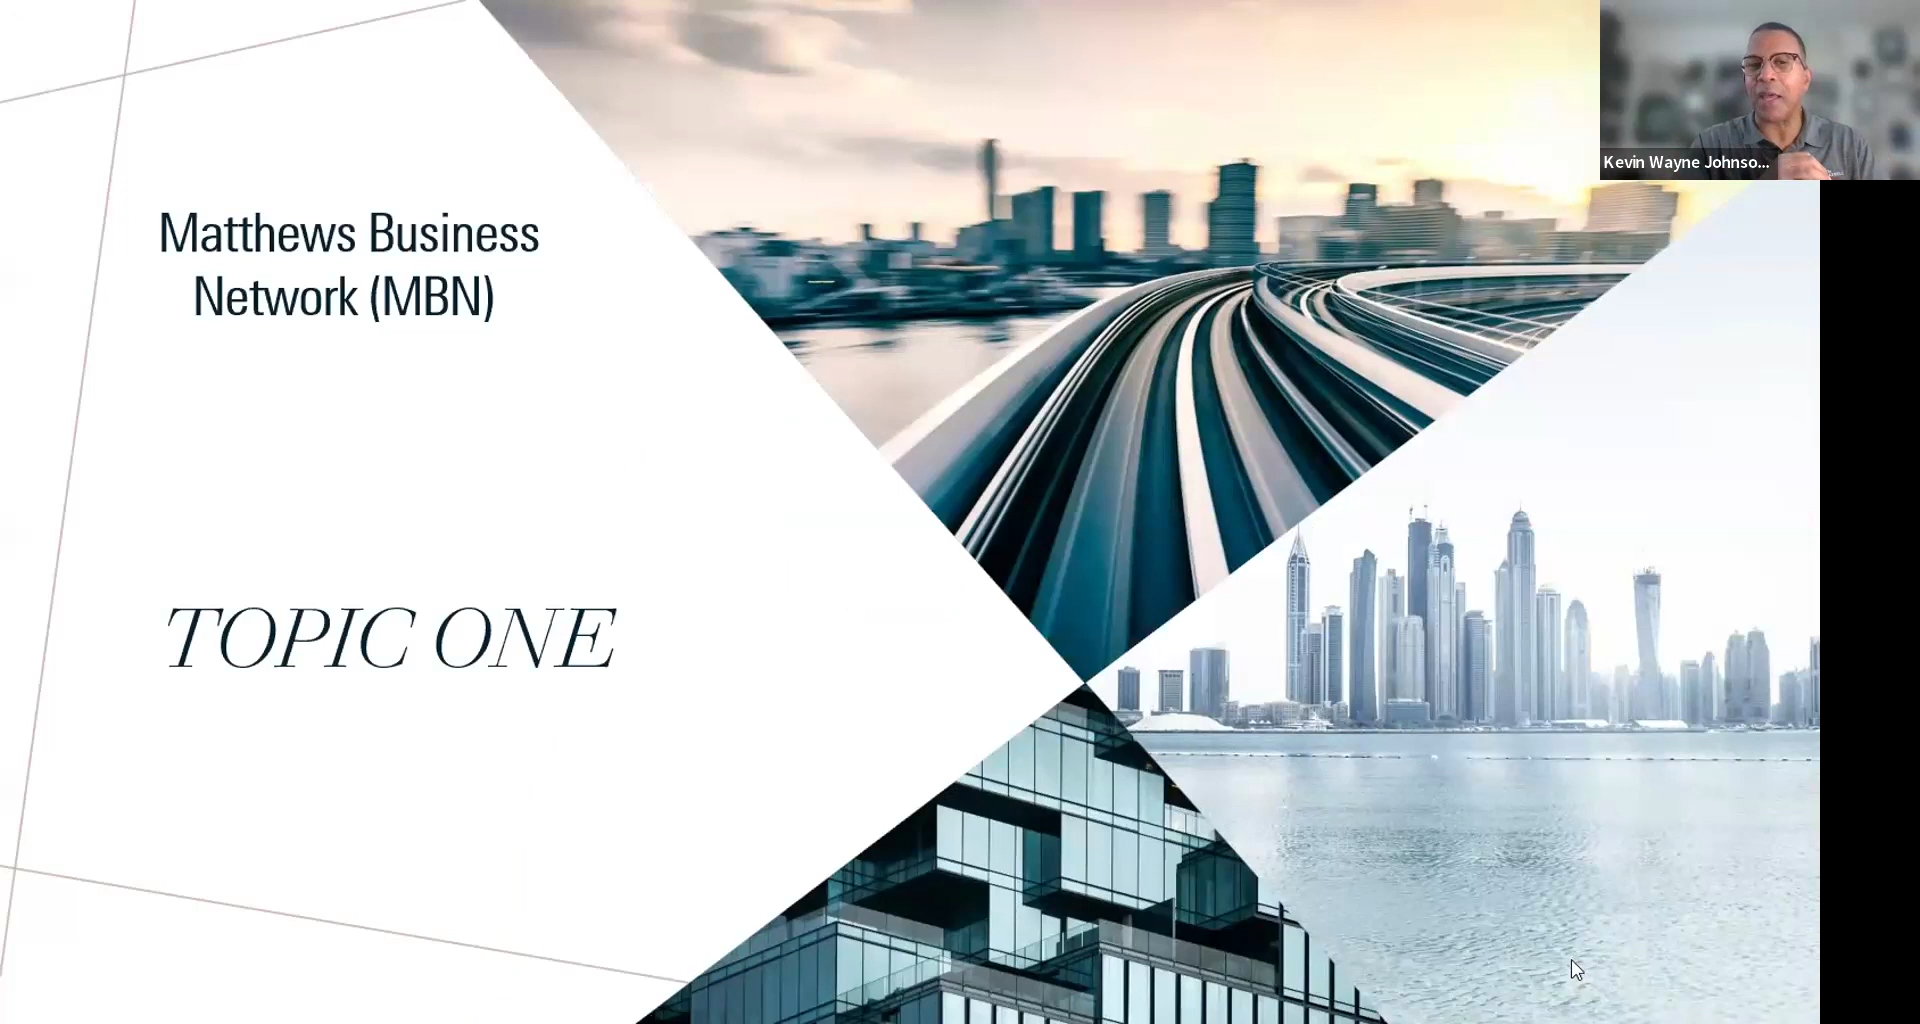 Matthews Business
Network (MBN)
TOPIC ONE
Kevin Wayne Johnso...